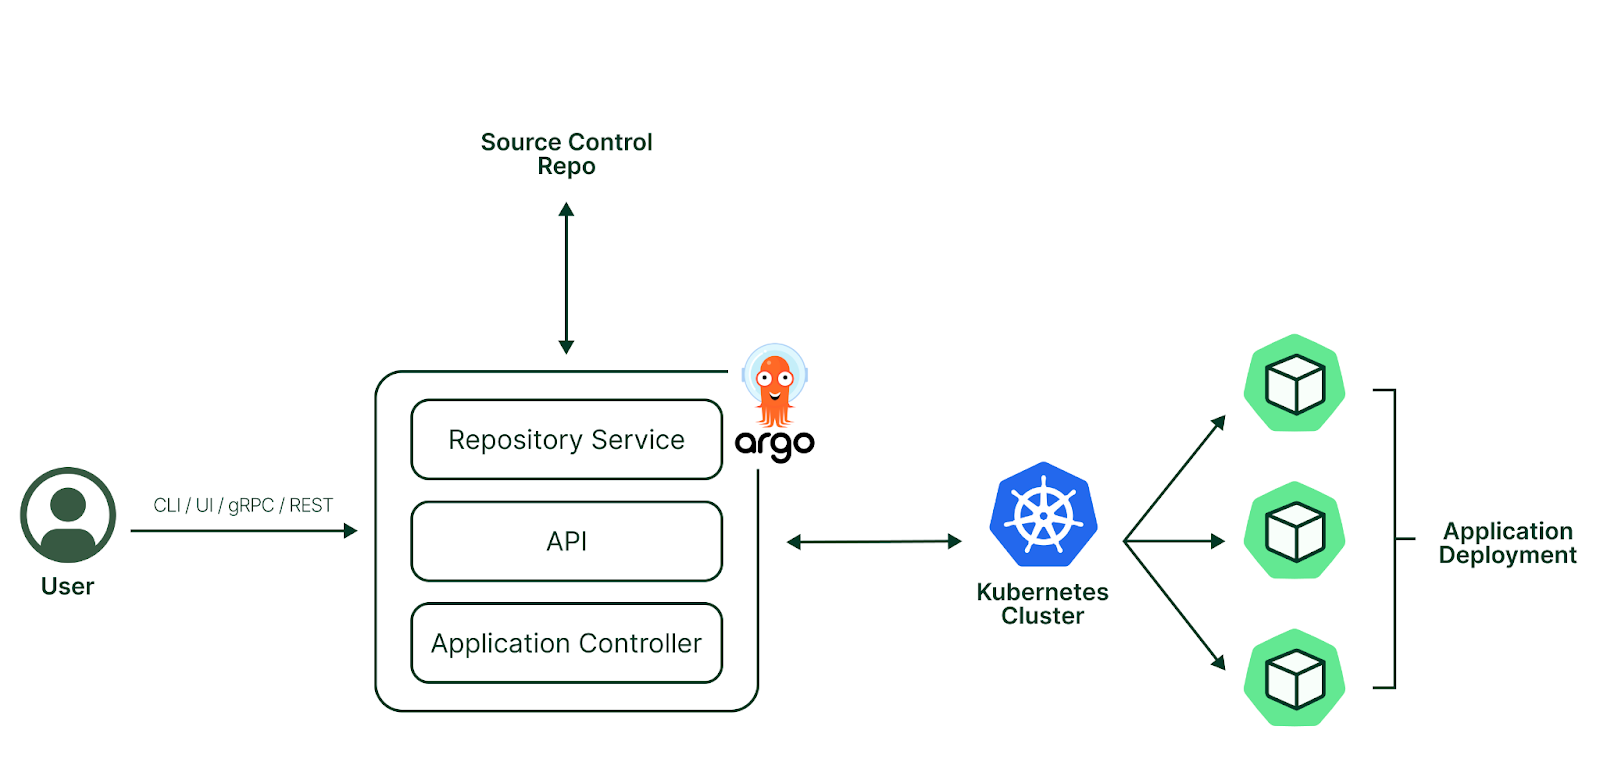 Source Control
Repo
argo
Repository Service
CLI / UI / gRPC / REST
API
User
Application Controller
Kubernetes
Cluster
Application
Deployment